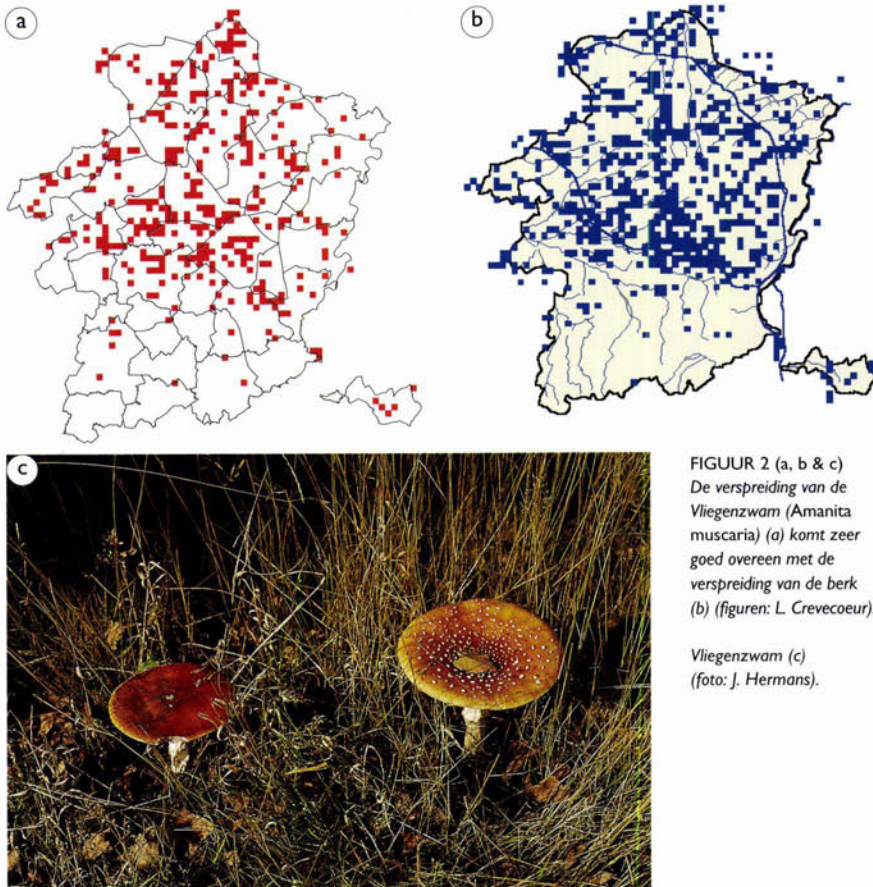 a
b
c
FIGUUR 2 (a, b & c)
De verspreiding van de
Vliegenzwam (Amanita
muscaria) (a) komt zeer
goed overeen met de
verspreiding van de berk
(b) (figuren: L. Crevecoeur).
Vliegenzwam (c)
(foto: J. Hermans).